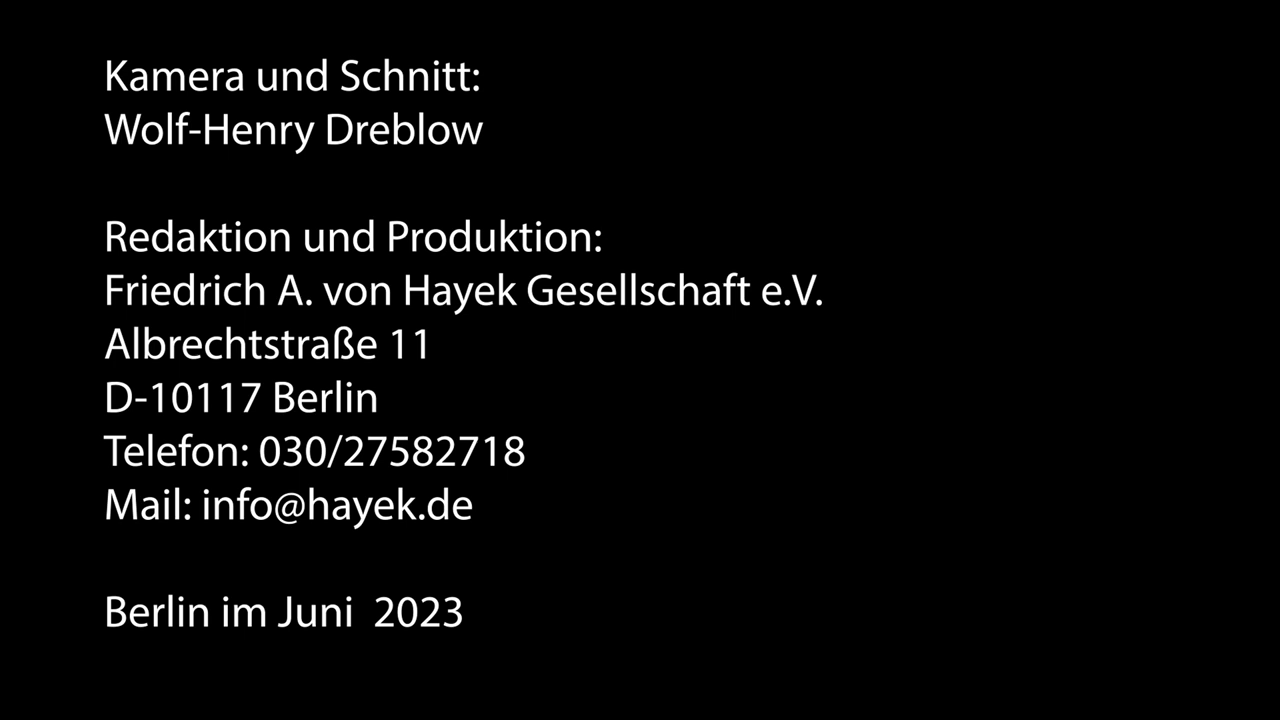 Kamera und Schnitt:
Wolf-Henry Dreblow
Redaktion und Produktion:
Friedrich A. von Hayek Gesellschaft e.V.
Albrechtstraße 11
D-10117 Berlin
Telefon: 030/27582718
Mail: info@hayek.de
Berlin im Juni  2023